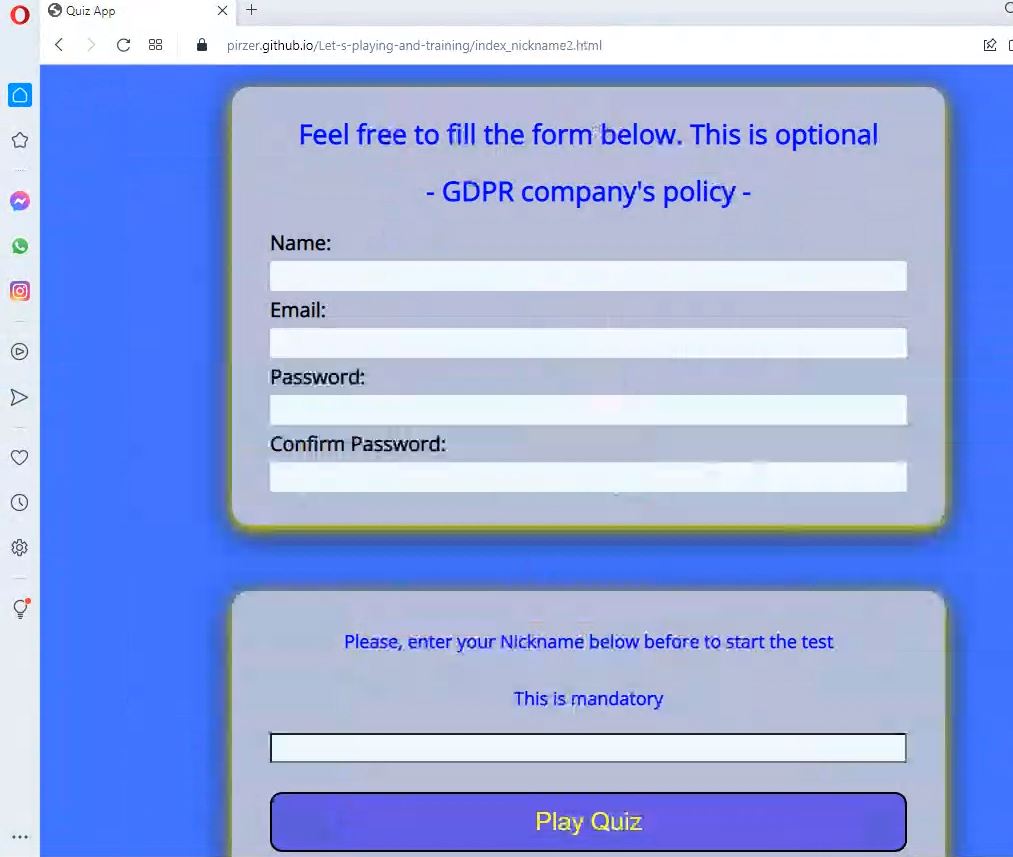 Quiz App
pirzer.github.io/Let-s-playing-and-training/index_nickname2.html
Feel free to fill the form below. This is optional
- GDPR company's policy -
Name:
Email:
Password:
Confirm Password:
Please, enter your Nickname below before to start the test
This is mandatory
Play Quiz